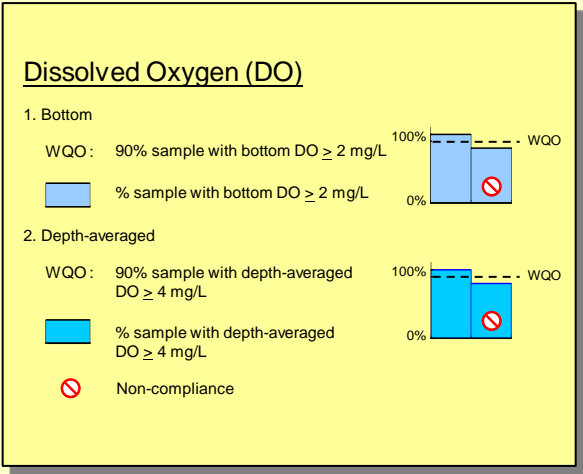 Dissolved Oxygen (DO)
1. Bottom
WQO: 90% sample with bottom DO ≥ 2 mg/L
% sample with bottom DO ≥ 2 mg/L
100%
WQO
0%
2. Depth-averaged
WQO: 90% sample with depth-averaged
DO ≥ 4 mg/L
% sample with depth-averaged
DO ≥ 4 mg/L
100%
WQO
0%
Non-compliance